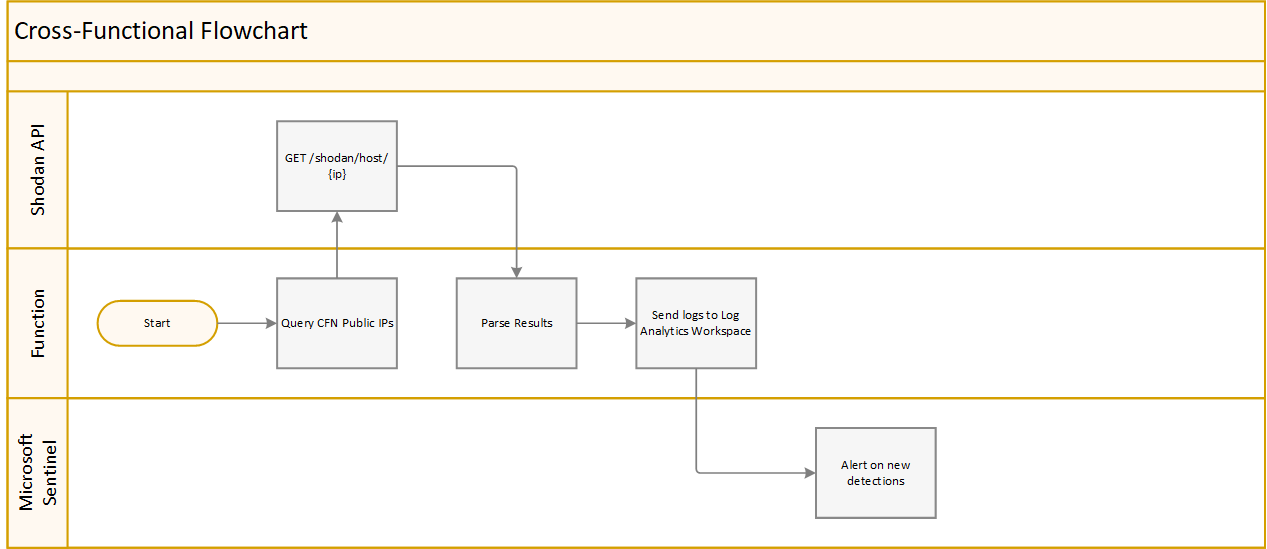 Cross-Functional Flowchart
Shodan API
GET /shodan/host/
{ip}
Function
Start
Query CFN Public IPs
Parse Results
Send logs to Log
Analytics Workspace
Microsoft
Sentinel
Alert on new
detections